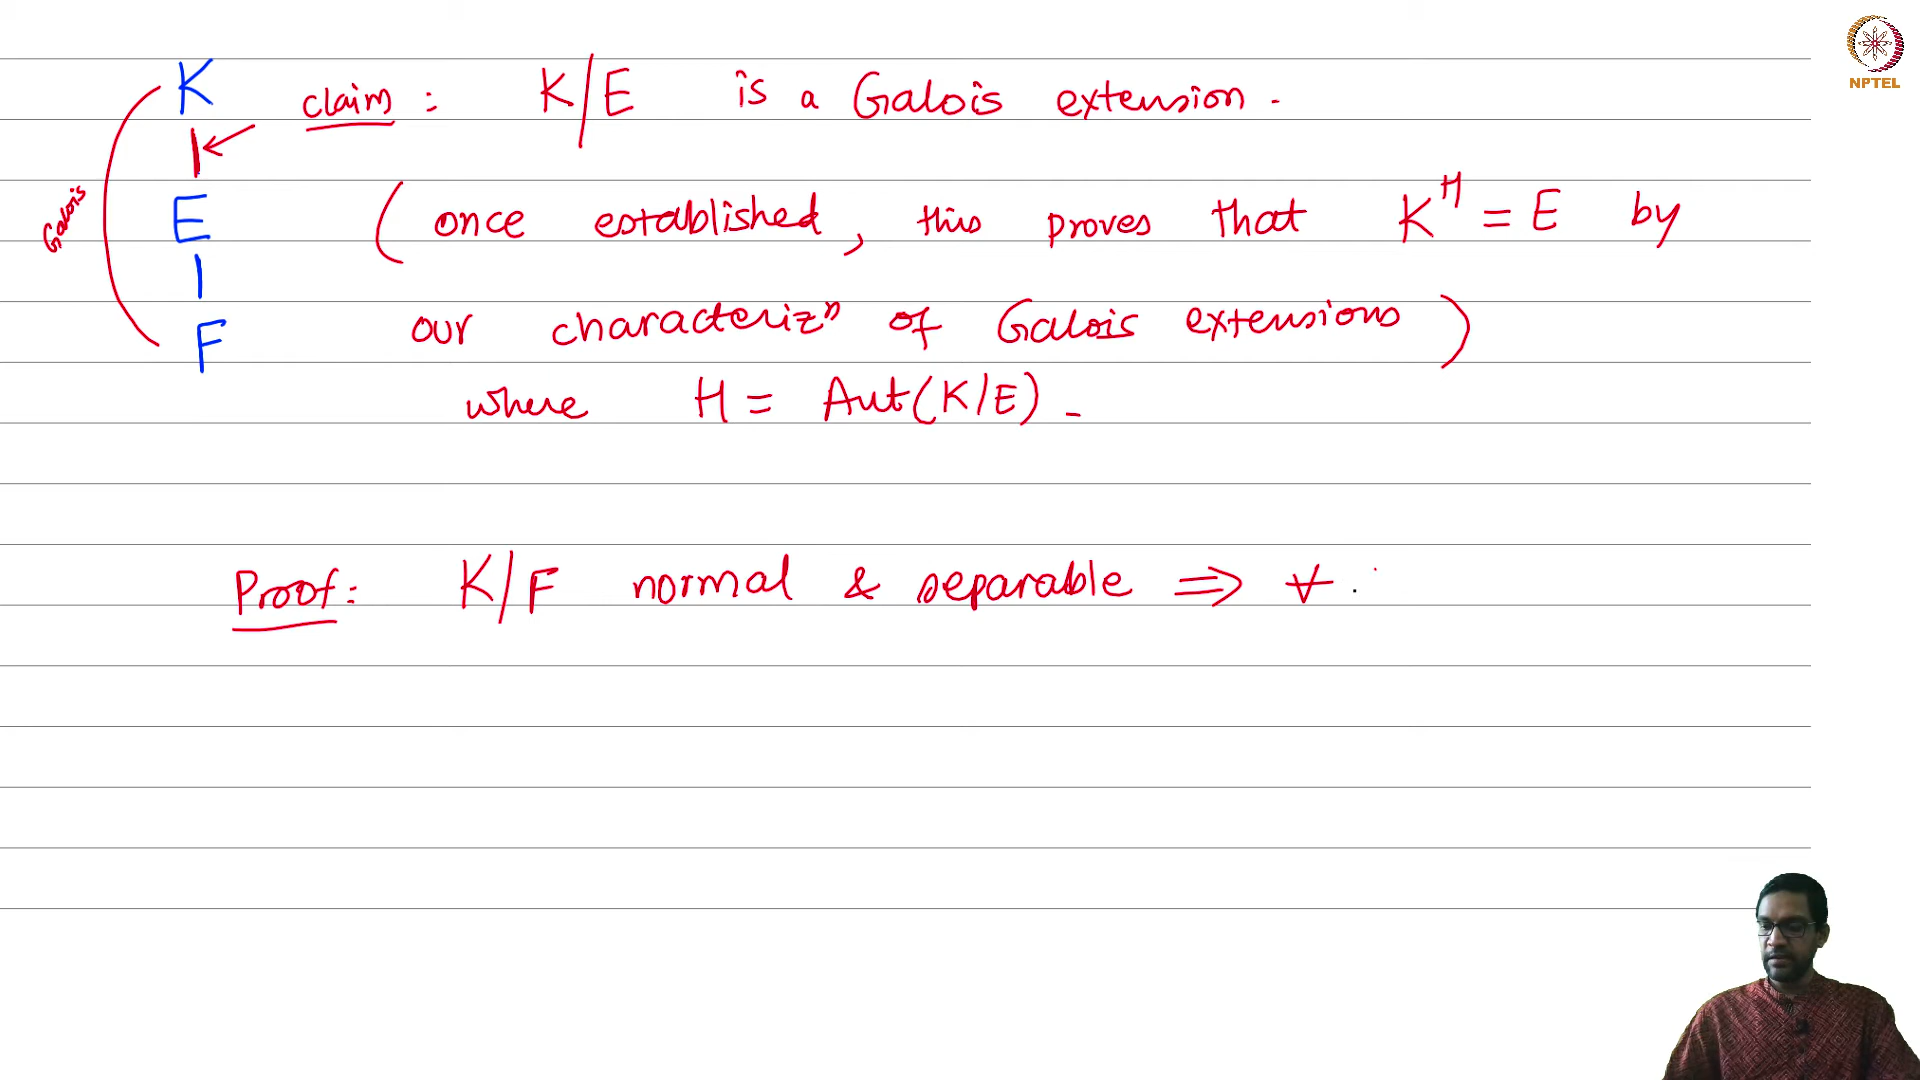 K claim : K/E is a Galois extension .
Galois
E ( once established , this proves that K^H = E by
F our characterizⁿ of Galois extensions )
where H = Aut(K/E) .
Proof : K/F normal & separable ⟹ ∀
NPTEL